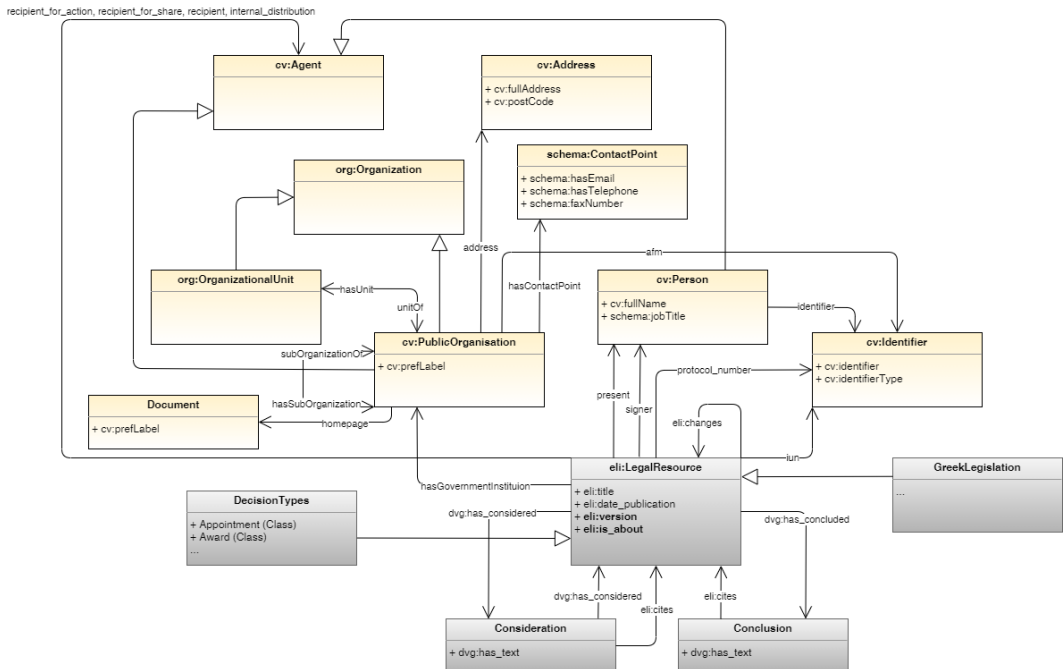 recipient_for_action, recipient_for_share, recipient, internal_distribution
cv:Agent
cv:Address
+ cv:fullAddress
+ cv:postCode
schema:ContactPoint
+ schema:hasEmail
+ schema:hasTelephone
+ schema:faxNumber
org:Organization
address
afm
org:OrganizationalUnit
hasUnit
unitOf
hasContactPoint
cv:Person
+ cv:fullName
+ schema:jobTitle
identifier
cv:PublicOrganisation
+ cv:prefLabel
subOrganizationOf
hasSubOrganization
cv:Identifier
+ cv:identifier
+ cv:identifierType
protocol_number
present
signer
Document
+ cv:prefLabel
homepage
eli:changes
iun
eli:LegalResource
+ eli:title
+ eli:date_publication
+ eli:version
+ eli:is_about
GreekLegislation
...
hasGovernmentInstituion
DecisionTypes
+ Appointment (Class)
+ Award (Class)
...
dvg:has_considered
dvg:has_concluded
dvg:has_considered
eli:cites
eli:cites
Consideration
+ dvg:has_text
Conclusion
+ dvg:has_text